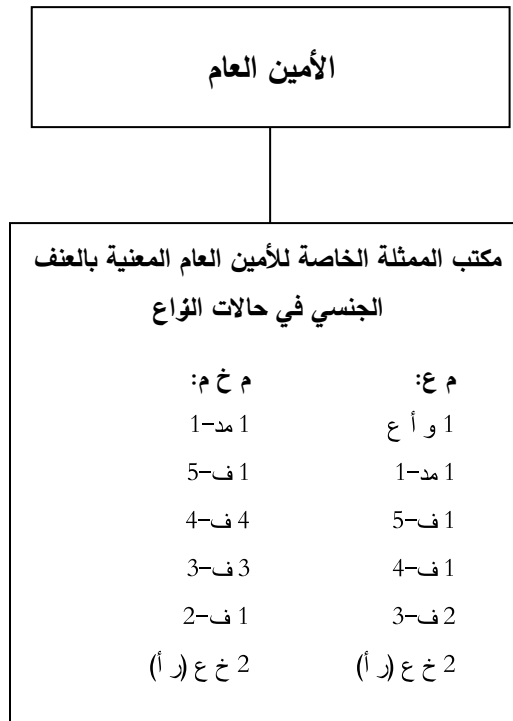 الأمين العام
مكتب الممثلة الخاصة للأمين العام المعنية بالعنف
الجنسي في حالات النزاع
م ع: م خ م:
1 و أ ع 1 مد-1
1 مد-1 1 ف-5
1 ف-5 4 ف-4
1 ف-4 3 ف-3
2 ف-3 1 ف-2
2 خ ع (ر أ) 2 خ ع (ر أ)